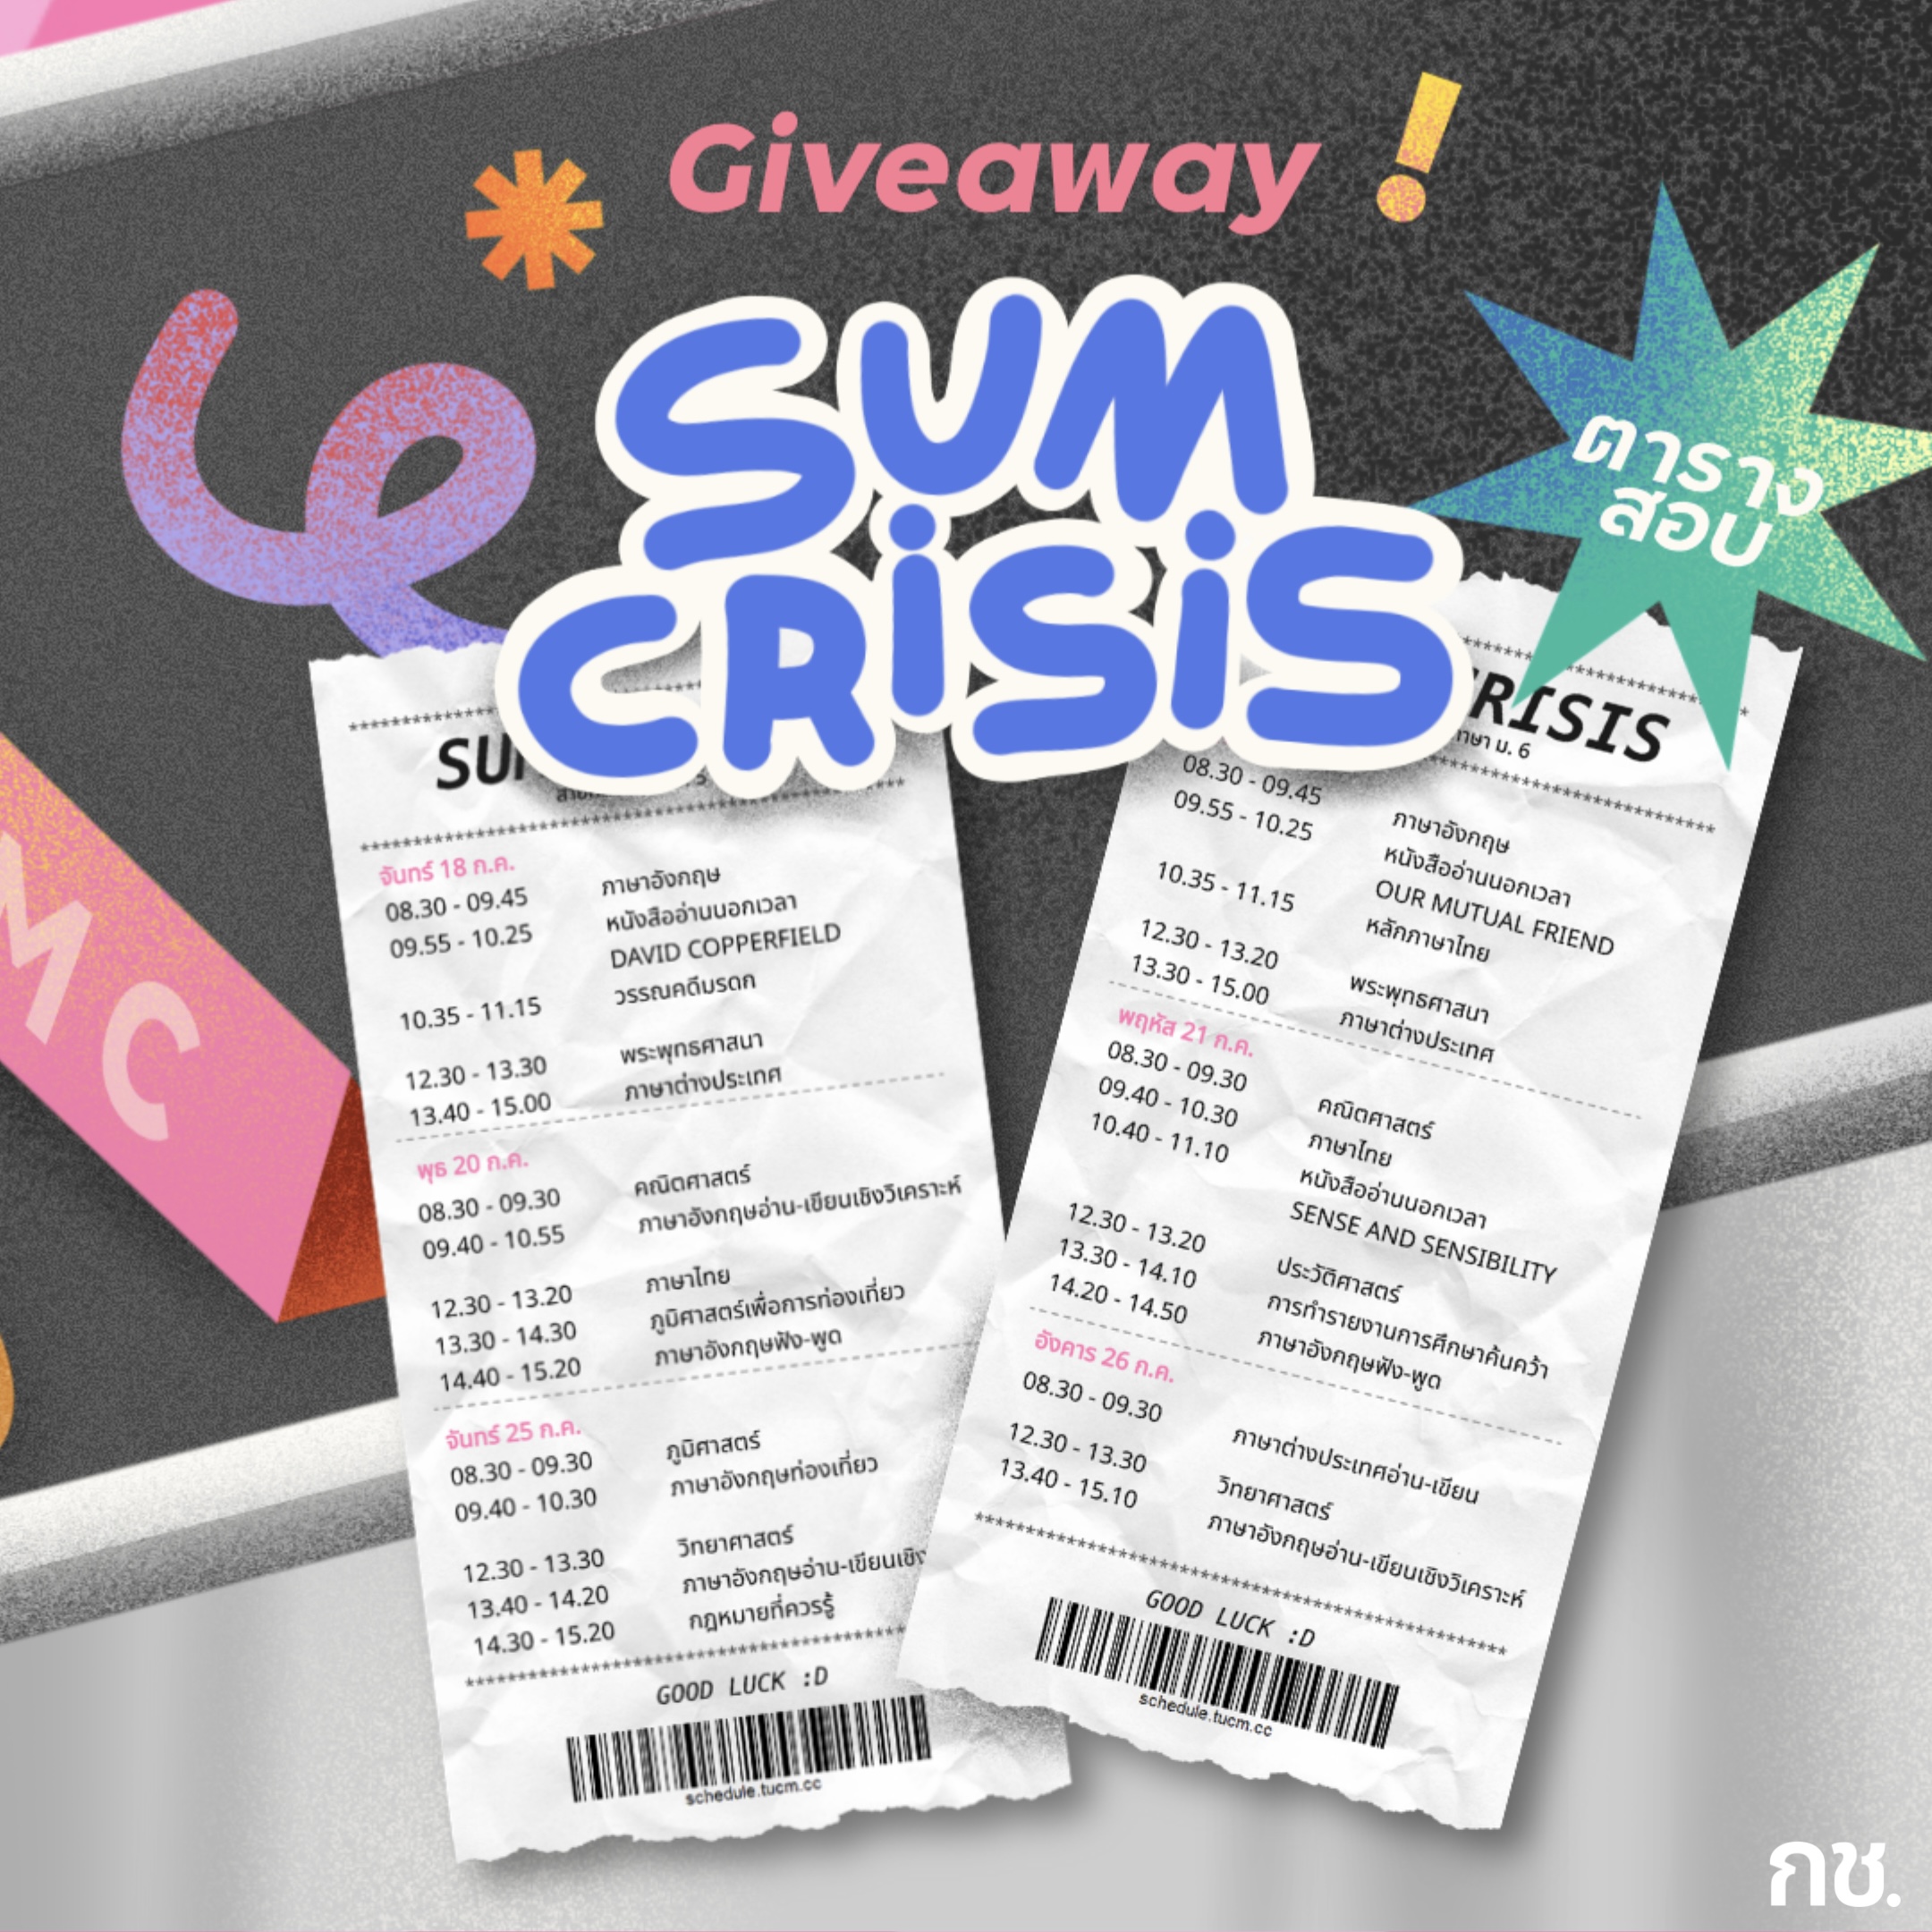 Giveaway !
SUM
CRISIS
ตาราง
สอบ
MC
จันทร์ 18 ก.ค.
08.30 - 09.45 ภาษาอังกฤษ
09.55 - 10.25 หนังสืออ่านนอกเวลา
DAVID COPPERFIELD
10.35 - 11.15 วรรณคดีมรดก
12.30 - 13.30 พระพุทธศาสนา
13.40 - 15.00 ภาษาต่างประเทศ
พุธ 20 ก.ค.
08.30 - 09.30 คณิตศาสตร์
09.40 - 10.55 ภาษาอังกฤษอ่าน-เขียนเชิงวิเคราะห์
12.30 - 13.20 ภาษาไทย
13.30 - 14.30 ภูมิศาสตร์เพื่อการท่องเที่ยว
14.40 - 15.20 ภาษาอังกฤษฟัง-พูด
จันทร์ 25 ก.ค.
08.30 - 09.30 ภูมิศาสตร์
09.40 - 10.30 ภาษาอังกฤษท่องเที่ยว
12.30 - 13.30 วิทยาศาสตร์
13.40 - 14.20 ภาษาอังกฤษอ่าน-เขียนเชิง
14.30 - 15.20 กฎหมายที่ควรรู้
GOOD LUCK :D
schedule.tucm.cc
CRISIS
ม. 6
08.30 - 09.45 ภาษาอังกฤษ
09.55 - 10.25 หนังสืออ่านนอกเวลา
OUR MUTUAL FRIEND
10.35 - 11.15 หลักภาษาไทย
12.30 - 13.20 พระพุทธศาสนา
13.30 - 15.00 ภาษาต่างประเทศ
พฤหัส 21 ก.ค.
08.30 - 09.30 คณิตศาสตร์
09.40 - 10.30 ภาษาไทย
10.40 - 11.10 หนังสืออ่านนอกเวลา
SENSE AND SENSIBILITY
12.30 - 13.20 ประวัติศาสตร์
13.30 - 14.10 การทำรายงานการศึกษาค้นคว้า
14.20 - 14.50 ภาษาอังกฤษฟัง-พูด
อังคาร 26 ก.ค.
08.30 - 09.30 ภาษาต่างประเทศอ่าน-เขียน
12.30 - 13.30 วิทยาศาสตร์
13.40 - 15.10 ภาษาอังกฤษอ่าน-เขียนเชิงวิเคราะห์
GOOD LUCK :D
schedule.tucm.cc
กช.